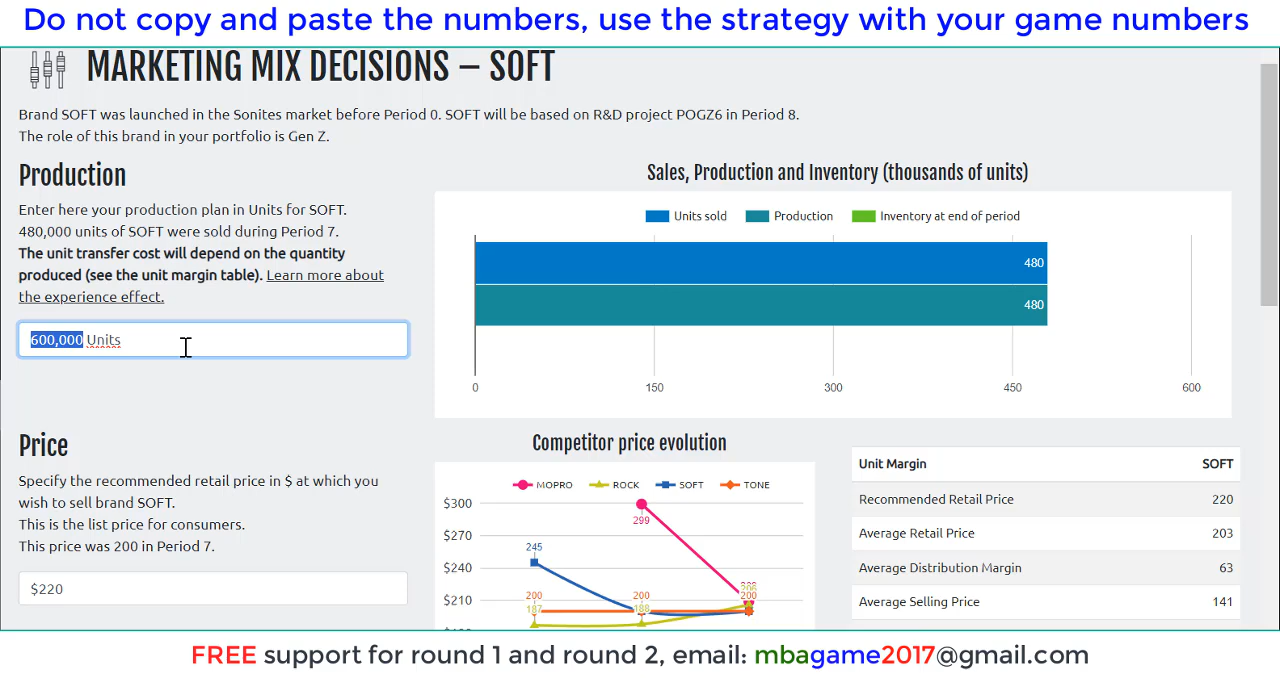 Do not copy and paste the numbers, use the strategy with your game numbers
MARKETING MIX DECISIONS – SOFT
Brand SOFT was launched in the Sonites market before Period 0. SOFT will be based on R&D project POGZ6 in Period 8.
The role of this brand in your portfolio is Gen Z.
Production
Enter here your production plan in Units for SOFT.
480,000 units of SOFT were sold during Period 7.
The unit transfer cost will depend on the quantity
produced (see the unit margin table). Learn more about
the experience effect.
600,000 Units
Sales, Production and Inventory (thousands of units)
Units sold Production Inventory at end of period
480
480
0 150 300 450 600
Price
Specify the recommended retail price in $ at which you
wish to sell brand SOFT.
This is the list price for consumers.
This price was 200 in Period 7.
$220
Competitor price evolution
MOPRO ROCK SOFT TONE
$300
299
$270
245
$240
200 200 200
187 188
$210
Unit Margin SOFT
Recommended Retail Price 220
Average Retail Price 203
Average Distribution Margin 63
Average Selling Price 141
FREE support for round 1 and round 2, email: mbagame2017@gmail.com